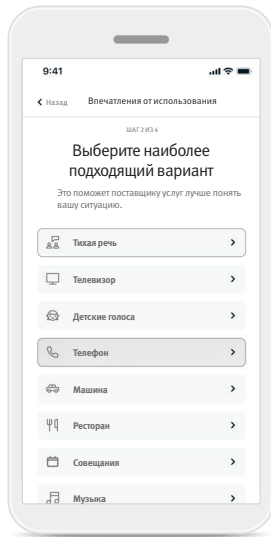 9:41
Назад Впечатления от использования
ШАГ 2 ИЗ 4
Выберите наиболее
подходящий вариант
Это поможет поставщику услуг лучше понять
вашу ситуацию.
Тихая речь
Телевизор
Детские голоса
Телефон
Машина
Ресторан
Совещания
Музыка